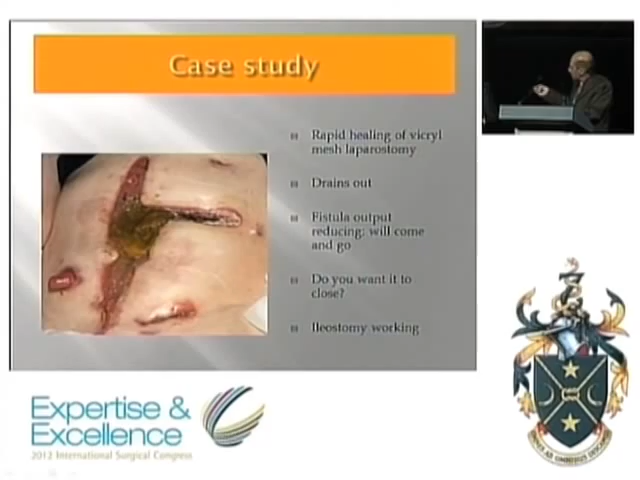 Case study
Rapid healing of vicryl
mesh laparostomy
Drains out
Fistula output
reducing: will come
and go
Do you want it to
close?
Ileostomy working
Expertise &
Excellence
2012 International Surgical Congress